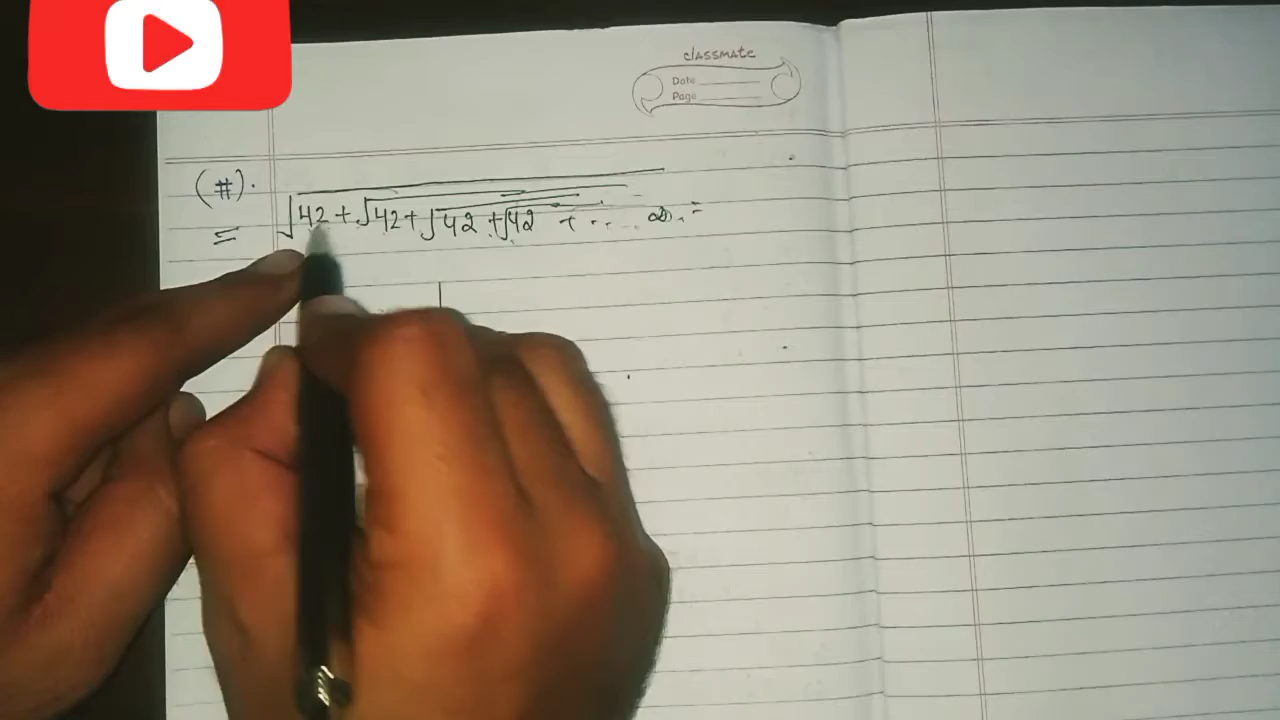 classmate
Date
Page
(#).
= √42 + √42 + √42 + √42 + ..... ∞. =